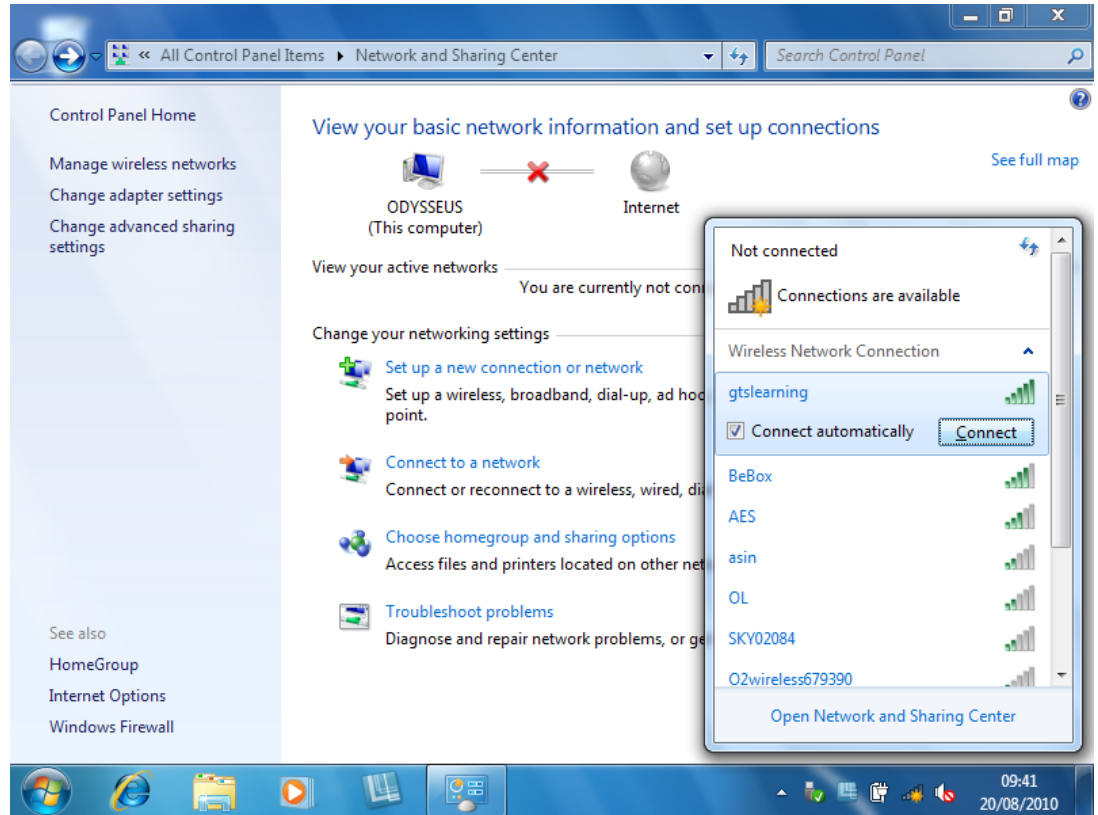 « All Control Panel Items ▸ Network and Sharing Center
Search Control Panel
Control Panel Home
Manage wireless networks
Change adapter settings
Change advanced sharing
settings
See also
HomeGroup
Internet Options
Windows Firewall
View your basic network information and set up connections
See full map
ODYSSEUS
(This computer)
Internet
View your active networks
You are currently not
Change your networking settings
Set up a new connection or network
Set up a wireless, broadband, dial-up, ad hoc
point.
Connect to a network
Connect or reconnect to a wireless, wired,
Choose homegroup and sharing options
Access files and printers located on other
Troubleshoot problems
Diagnose and repair network problems, or
Not connected
Connections are available
Wireless Network Connection
gtslearning
Connect automatically
Connect
BeBox
AES
asin
OL
SKY02084
O2wireless679390
Open Network and Sharing Center
09:41
20/08/2010